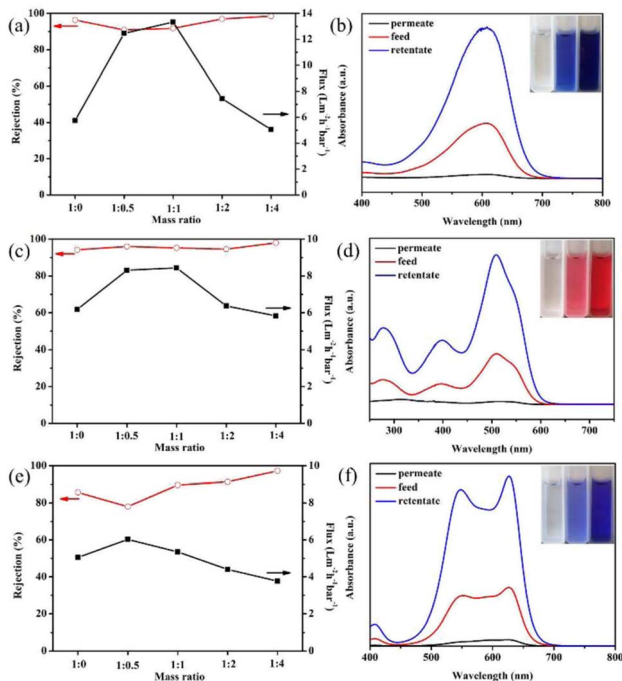 (a)
100
80
60
40
20
0
Rejection (%)
1:0 1:0.5 1:1 1:2 1:4
Mass ratio
14
12
10
8
6
4
2
0
Flux (Lm⁻²h⁻¹bar⁻¹)
(b)
permeate
feed
retentate
Absorbance (a.u.)
400 500 600 700 800
Wavelength (nm)
(c)
100
80
60
40
20
0
Rejection (%)
1:0 1:0.5 1:1 1:2 1:4
Mass ratio
10
8
6
4
2
0
Flux (Lm⁻²h⁻¹bar⁻¹)
(d)
permeate
feed
retentate
Absorbance (a.u.)
300 400 500 600 700
Wavelength (nm)
(e)
100
80
60
40
20
0
Rejection (%)
1:0 1:0.5 1:1 1:2 1:4
Mass ratio
10
8
6
4
2
0
Flux (Lm⁻²h⁻¹bar⁻¹)
(f)
permeate
feed
retentate
Absorbance (a.u.)
400 500 600 700 800
Wavelength (nm)